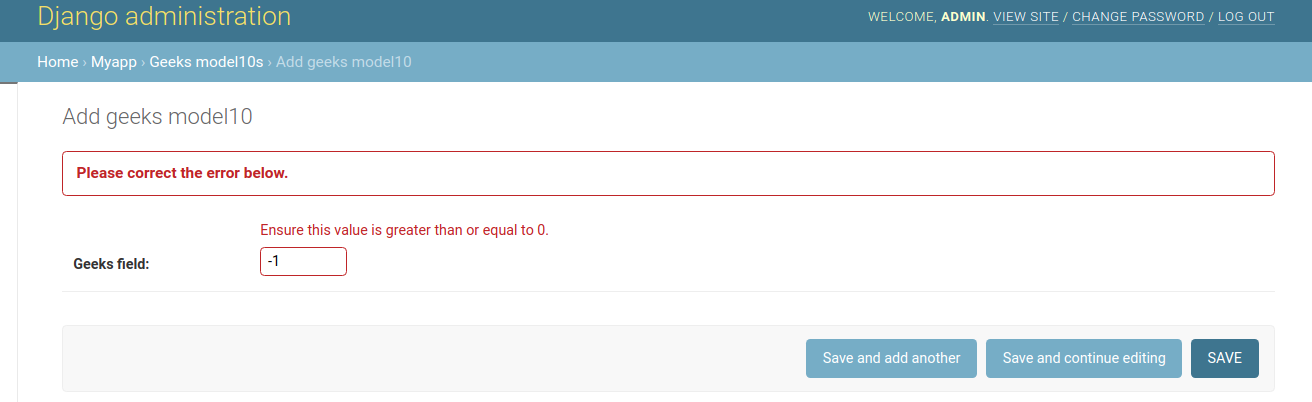 Django administration
WELCOME, ADMIN. VIEW SITE / CHANGE PASSWORD / LOG OUT
Home › Myapp › Geeks model10s › Add geeks model10
Add geeks model10
Please correct the error below.
Ensure this value is greater than or equal to 0.
Geeks field:
-1
Save and add another
Save and continue editing
SAVE